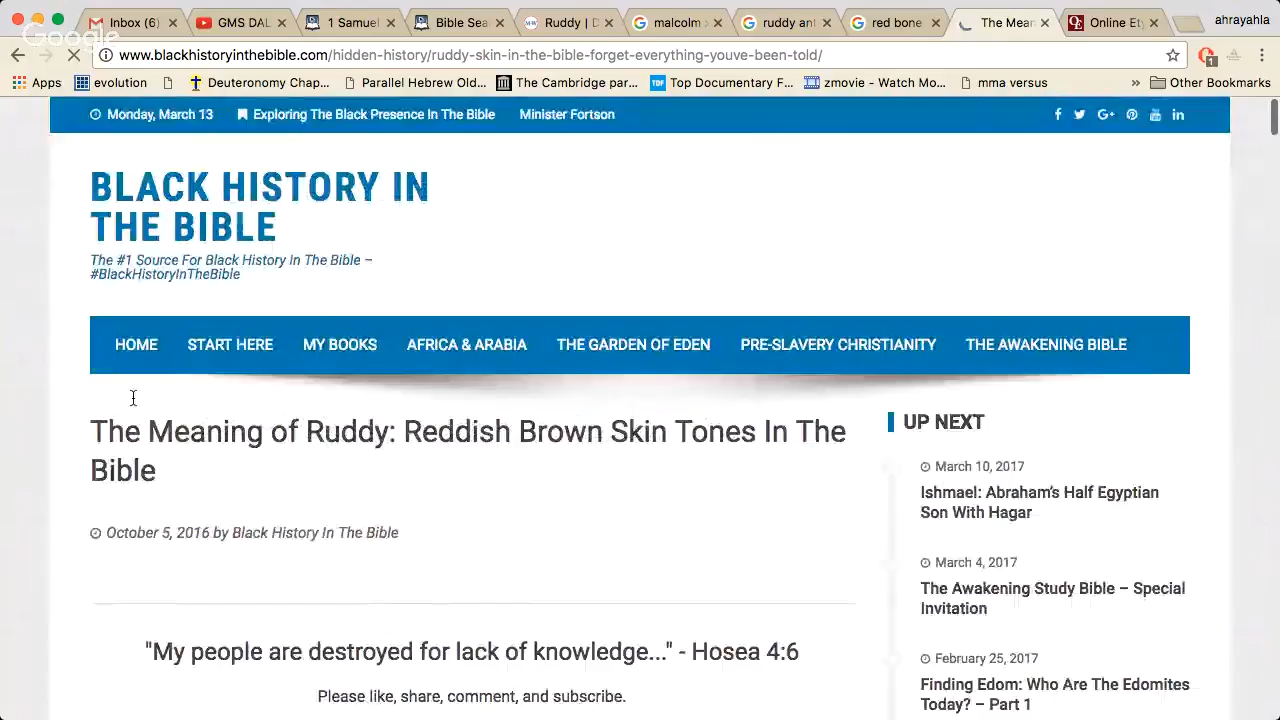 Inbox (6)
GMS DAL
1 Samuel
Bible Sea
Ruddy | D
malcolm x
ruddy ant
red bone
The Mean
Online Ety
ahrayahla
Google
www.blackhistoryinthebible.com/hidden-history/ruddy-skin-in-the-bible-forget-everything-youve-been-told/
Apps
evolution
Deuteronomy Chap...
Parallel Hebrew Old...
The Cambridge par...
TDF
Top Documentary F...
zmovie - Watch Mo...
mma versus
» Other Bookmarks
Monday, March 13
Exploring The Black Presence In The Bible
Minister Fortson
BLACK HISTORY IN
THE BIBLE
The #1 Source For Black History In The Bible –
#BlackHistoryInTheBible
HOME
START HERE
MY BOOKS
AFRICA & ARABIA
THE GARDEN OF EDEN
PRE-SLAVERY CHRISTIANITY
THE AWAKENING BIBLE
The Meaning of Ruddy: Reddish Brown Skin Tones In The
Bible
October 5, 2016 by Black History In The Bible
"My people are destroyed for lack of knowledge..." - Hosea 4:6
Please like, share, comment, and subscribe.
UP NEXT
March 10, 2017
Ishmael: Abraham's Half Egyptian
Son With Hagar
March 4, 2017
The Awakening Study Bible – Special
Invitation
February 25, 2017
Finding Edom: Who Are The Edomites
Today? – Part 1